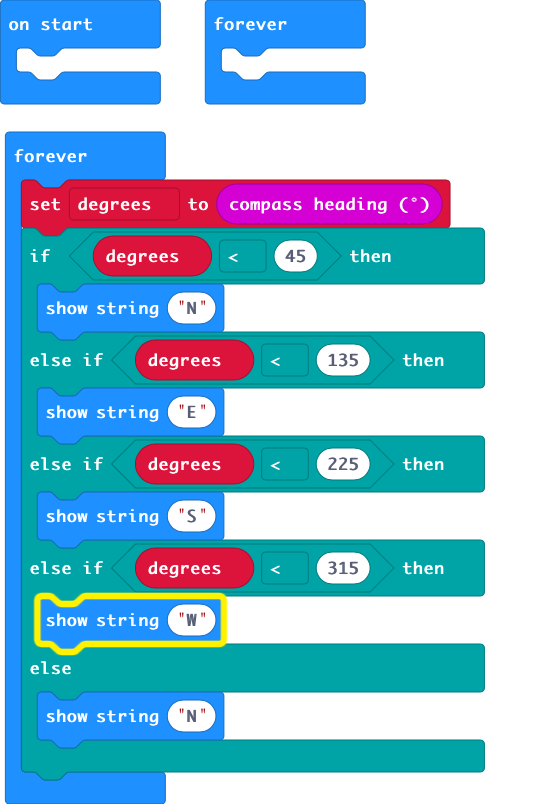 on start
forever
forever
set degrees to compass heading (°)
if degrees < 45 then
show string "N"
else if degrees < 135 then
show string "E"
else if degrees < 225 then
show string "S"
else if degrees < 315 then
show string "W"
else
show string "N"